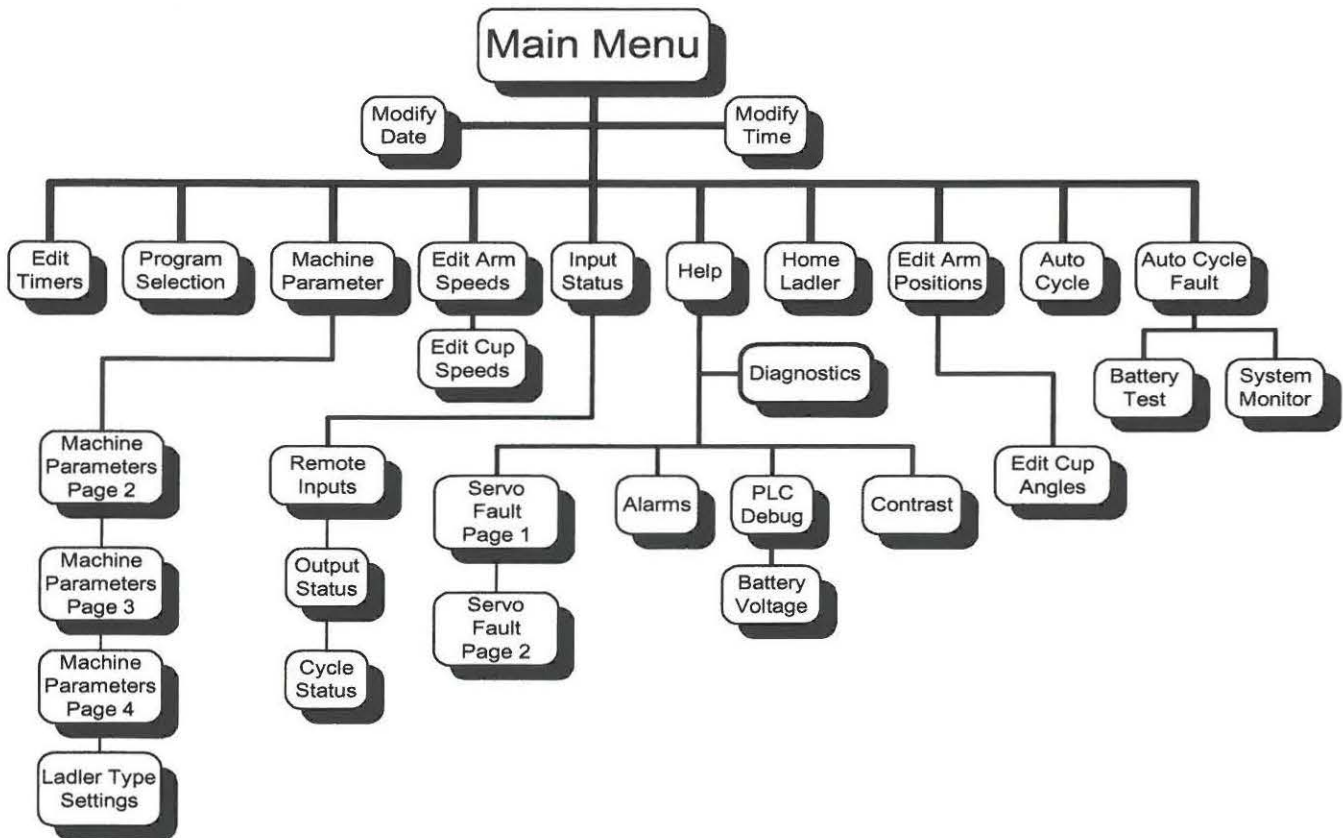 Main Menu
Modify
Date
Modify
Time
Edit
Timers
Program
Selection
Machine
Parameter
Edit Arm
Speeds
Input
Status
Help
Home
Ladler
Edit Arm
Positions
Auto
Cycle
Auto Cycle
Fault
Edit Cup
Speeds
Diagnostics
Battery
Test
System
Monitor
Machine
Parameters
Page 2
Remote
Inputs
Servo
Fault
Page 1
Alarms
PLC
Debug
Contrast
Edit Cup
Angles
Machine
Parameters
Page 3
Output
Status
Servo
Fault
Page 2
Battery
Voltage
Machine
Parameters
Page 4
Cycle
Status
Ladler Type
Settings